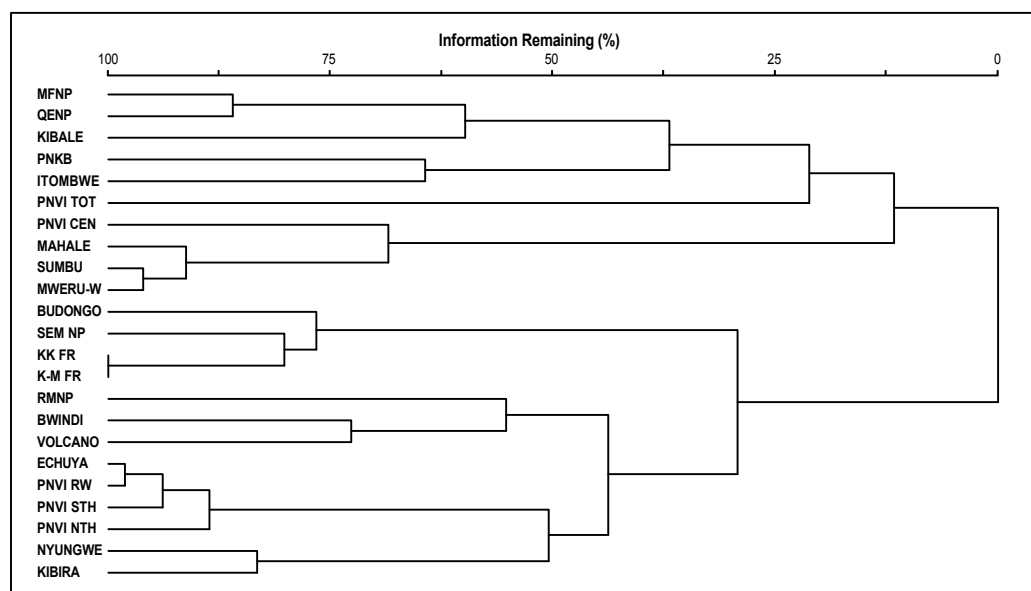 Information Remaining (%)
100 75 50 25 0
MFNP
QENP
KIBALE
PNKB
ITOMBWE
PNVI TOT
PNVI CEN
MAHALE
SUMBU
MWERU-W
BUDONGO
SEM NP
KK FR
K-M FR
RMNP
BWINDI
VOLCANO
ECHUYA
PNVI RW
PNVI STH
PNVI NTH
NYUNGWE
KIBIRA